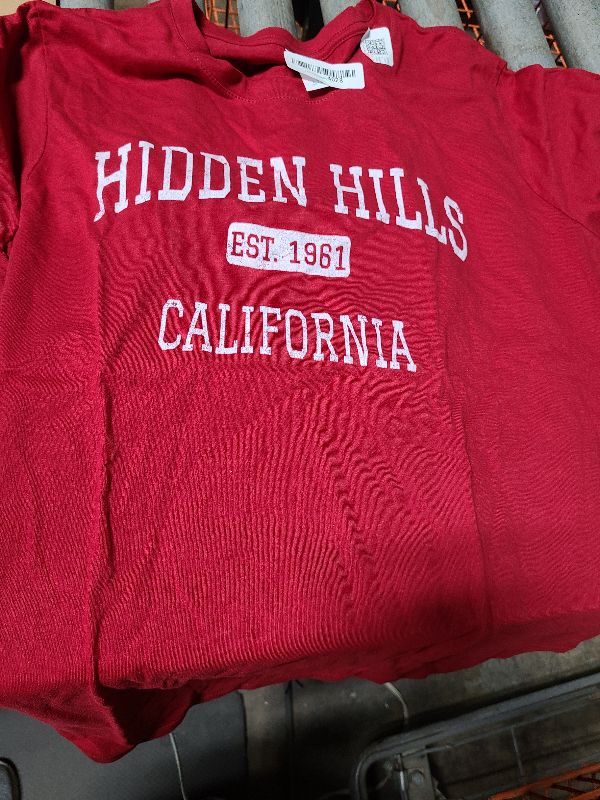 HIDDEN HILLS
EST. 1961
CALIFORNIA